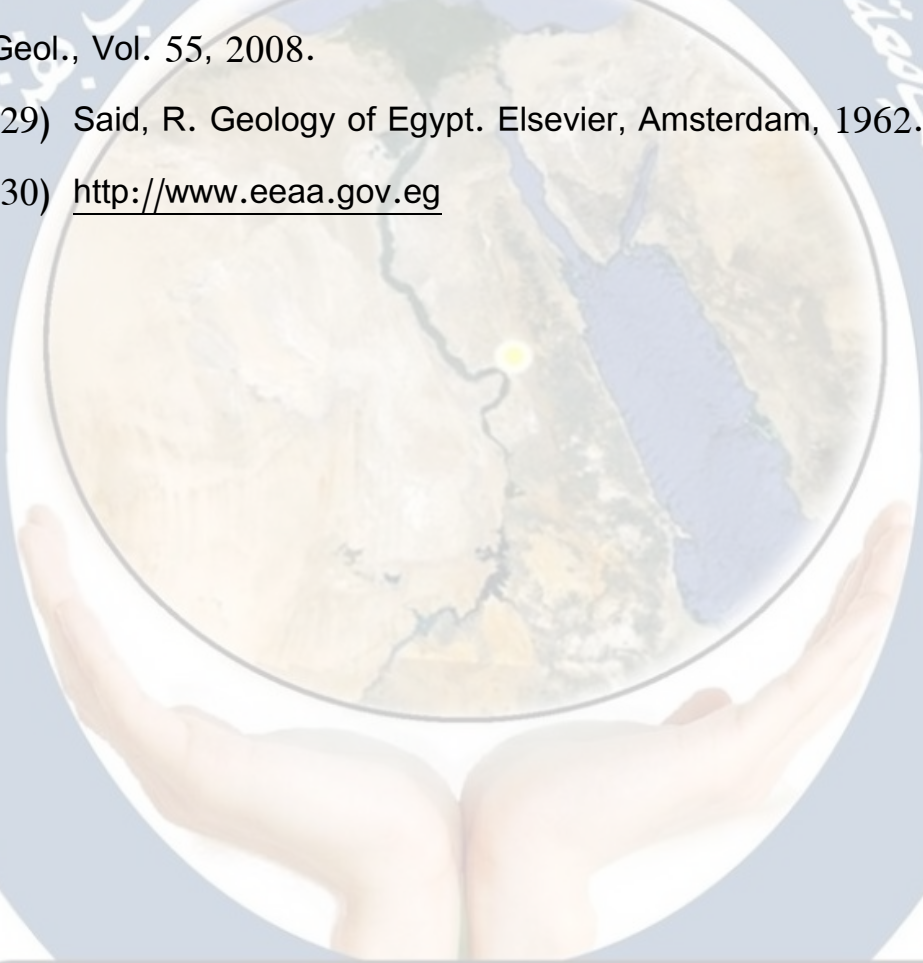 Geol., Vol. 55, 2008.
29) Said, R. Geology of Egypt. Elsevier, Amsterdam, 1962.
30) http://www.eeaa.gov.eg